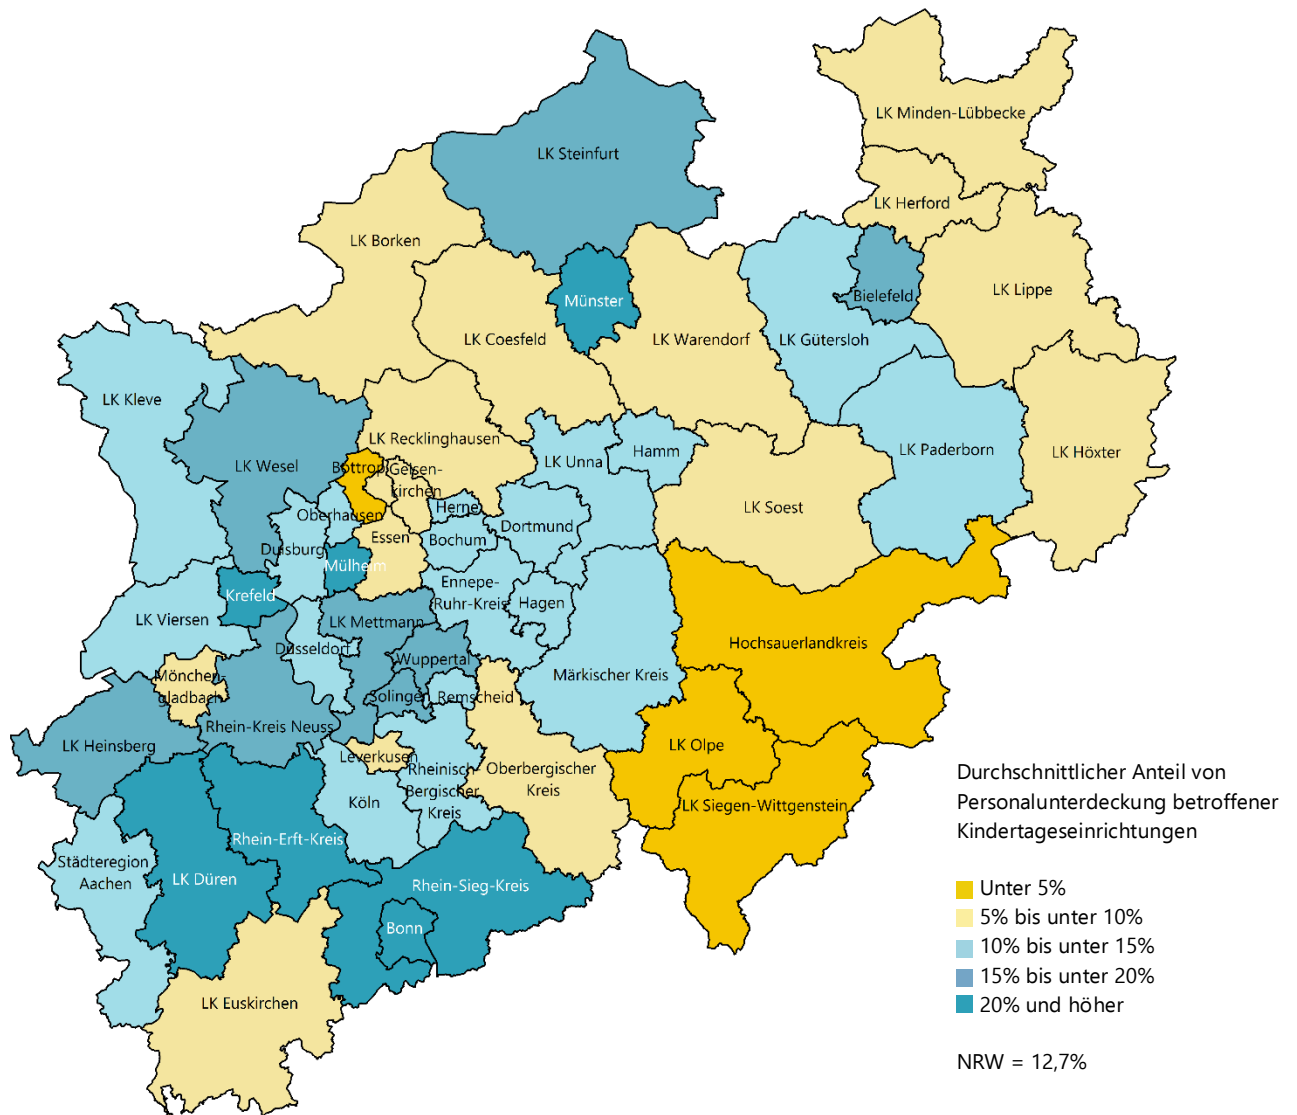 LK Minden-Lübbecke
LK Steinfurt
LK Herford
LK Borken
LK Lippe
Bielefeld
Münster
LK Coesfeld
LK Warendorf
LK Gütersloh
LK Kleve
LK Recklinghausen
LK Unna
Hamm
LK Paderborn
LK Höxter
LK Wesel
Bottrop
Gelsen-
kirchen
Herne
LK Soest
Oberhausen
Dortmund
Essen
Bochum
Duisburg
Mülheim
Krefeld
Ennepe-
Ruhr-Kreis
Hagen
LK Viersen
LK Mettmann
Düsseldorf
Wuppertal
Hochsauerlandkreis
Mönchen-
gladbach
Märkischer Kreis
Solingen
Remscheid
Rhein-Kreis Neuss
LK Heinsberg
LK Olpe
Leverkusen
Rheinisch-
Bergischer
Kreis
Oberbergischer
Kreis
Köln
LK Siegen-Wittgenstein
Rhein-Erft-Kreis
Städteregion
Aachen
LK Düren
Rhein-Sieg-Kreis
Bonn
LK Euskirchen
Durchschnittlicher Anteil von
Personalunterdeckung betroffener
Kindertageseinrichtungen
Unter 5%
5% bis unter 10%
10% bis unter 15%
15% bis unter 20%
20% und höher
NRW = 12,7%